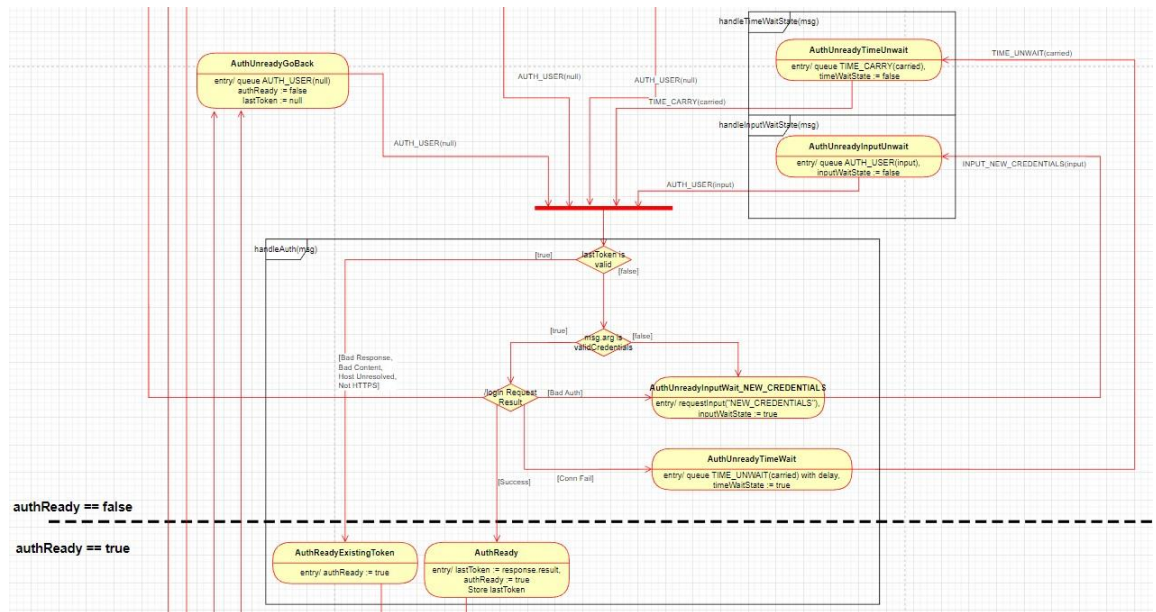 handleTimeWaitState(msg)
AuthUnreadyTimeUnwait
entry/ queue TIME_CARRY(carried),
timeWaitState := false
TIME_UNWAIT(carried)
AuthUnreadyGoBack
entry/ queue AUTH_USER(null)
authReady := false
lastToken := null
AUTH_USER(null)
AUTH_USER(null)
TIME_CARRY(carried)
handleInputWaitState(msg)
AuthUnreadyInputUnwait
entry/ queue AUTH_USER(input),
inputWaitState := false
INPUT_NEW_CREDENTIALS(input)
AUTH_USER(null)
AUTH_USER(input)
handleAuth(msg)
[true]
lastToken is
valid
[false]
[true]
msg.arg is
validCredentials
[false]
[Bad Response,
Bad Content,
Host Unresolved,
Not HTTPS]
/login Request
Result
[Bad Auth]
AuthUnreadyInputWait_NEW_CREDENTIALS
entry/ requestInput("NEW_CREDENTIALS"),
inputWaitState := true
AuthUnreadyTimeWait
entry/ queue TIME_UNWAIT(carried) with delay,
timeWaitState := true
[Success]
[Conn Fail]
authReady == false
authReady == true
AuthReadyExistingToken
entry/ authReady := true
AuthReady
entry/ lastToken := response.result,
authReady := true
Store lastToken